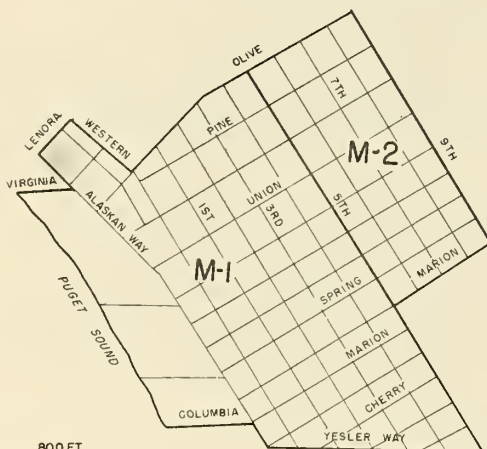 OLIVE
LENORA
WESTERN
PINE
7TH
9TH
M-2
VIRGINIA
ALASKAN WAY
1ST
UNION
3RD
5TH
M-1
PUGET SOUND
SPRING
MARION
MARION
COLUMBIA
CHERRY
YESLER WAY
800 FT.